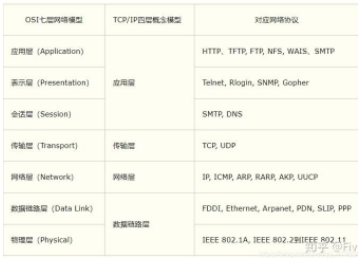 OSI七层网络模型 TCP/IP四层概念模型 对应网络协议
应用层（Application） 应用层 HTTP、TFTP, FTP, NFS, WAIS、SMTP
表示层（Presentation） Telnet, Rlogin, SNMP, Gopher
会话层（Session） SMTP, DNS
传输层（Transport） 传输层 TCP, UDP
网络层（Network） 网络层 IP, ICMP, ARP, RARP, AKP, UUCP
数据链路层（Data Link） 数据链路层 FDDI, Ethernet, Arpanet, PDN, SLIP, PPP
物理层（Physical） IEEE 802.1A, IEEE 802.2到IEEE 802.11
知乎